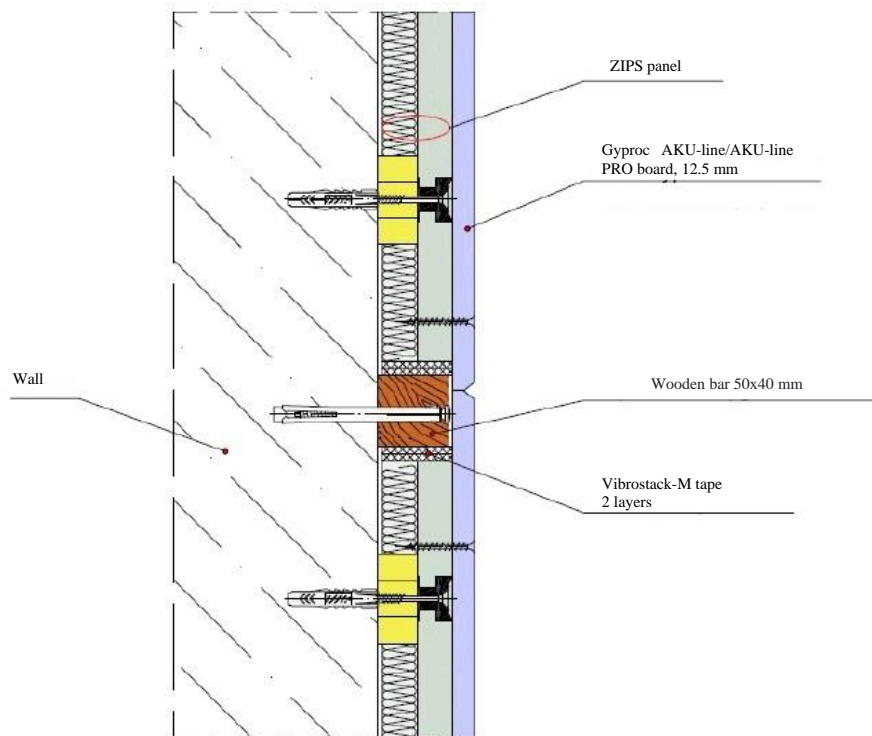 ZIPS panel
Gyproc AKU-line/AKU-line
PRO board, 12.5 mm
Wall
Wooden bar 50x40 mm
Vibrostack-M tape
2 layers